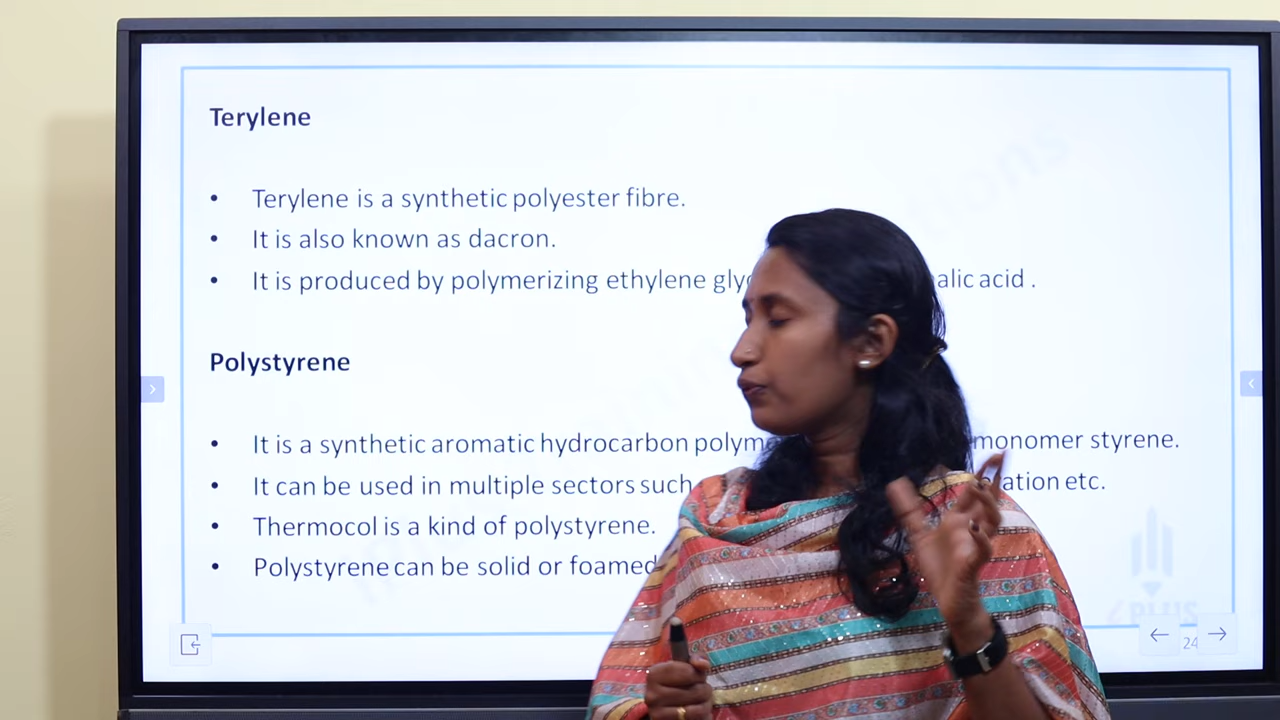 Terylene
• Terylene is a synthetic polyester fibre.
• It is also known as dacron.
• It is produced by polymerizing ethylene alic acid .
Polystyrene
• It is a synthetic aromatic hydrocarbon monomer styrene.
• It can be used in multiple sectors such ation etc.
• Thermocol is a kind of polystyrene.
• Polystyrene can be solid or foamed
PLUS
24